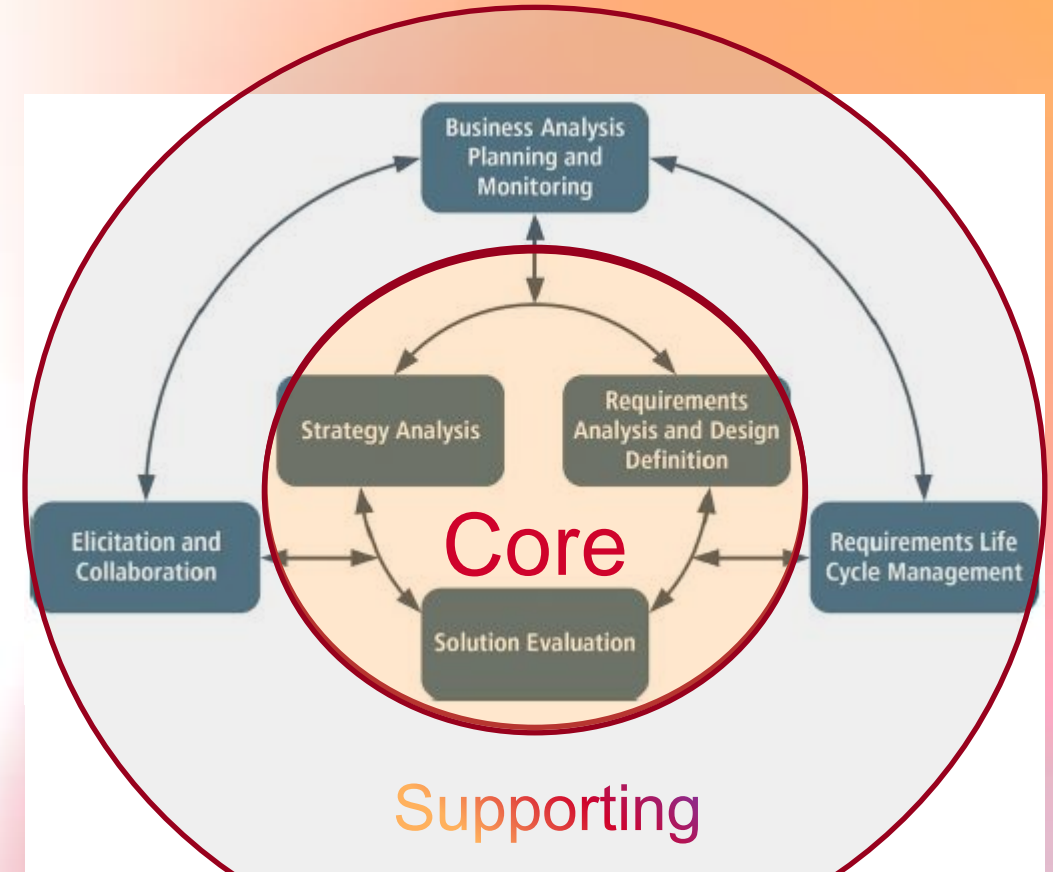 Business Analysis
Planning and
Monitoring
Strategy Analysis
Requirements
Analysis and Design
Definition
Core
Elicitation and
Collaboration
Requirements Life
Cycle Management
Solution Evaluation
Supporting